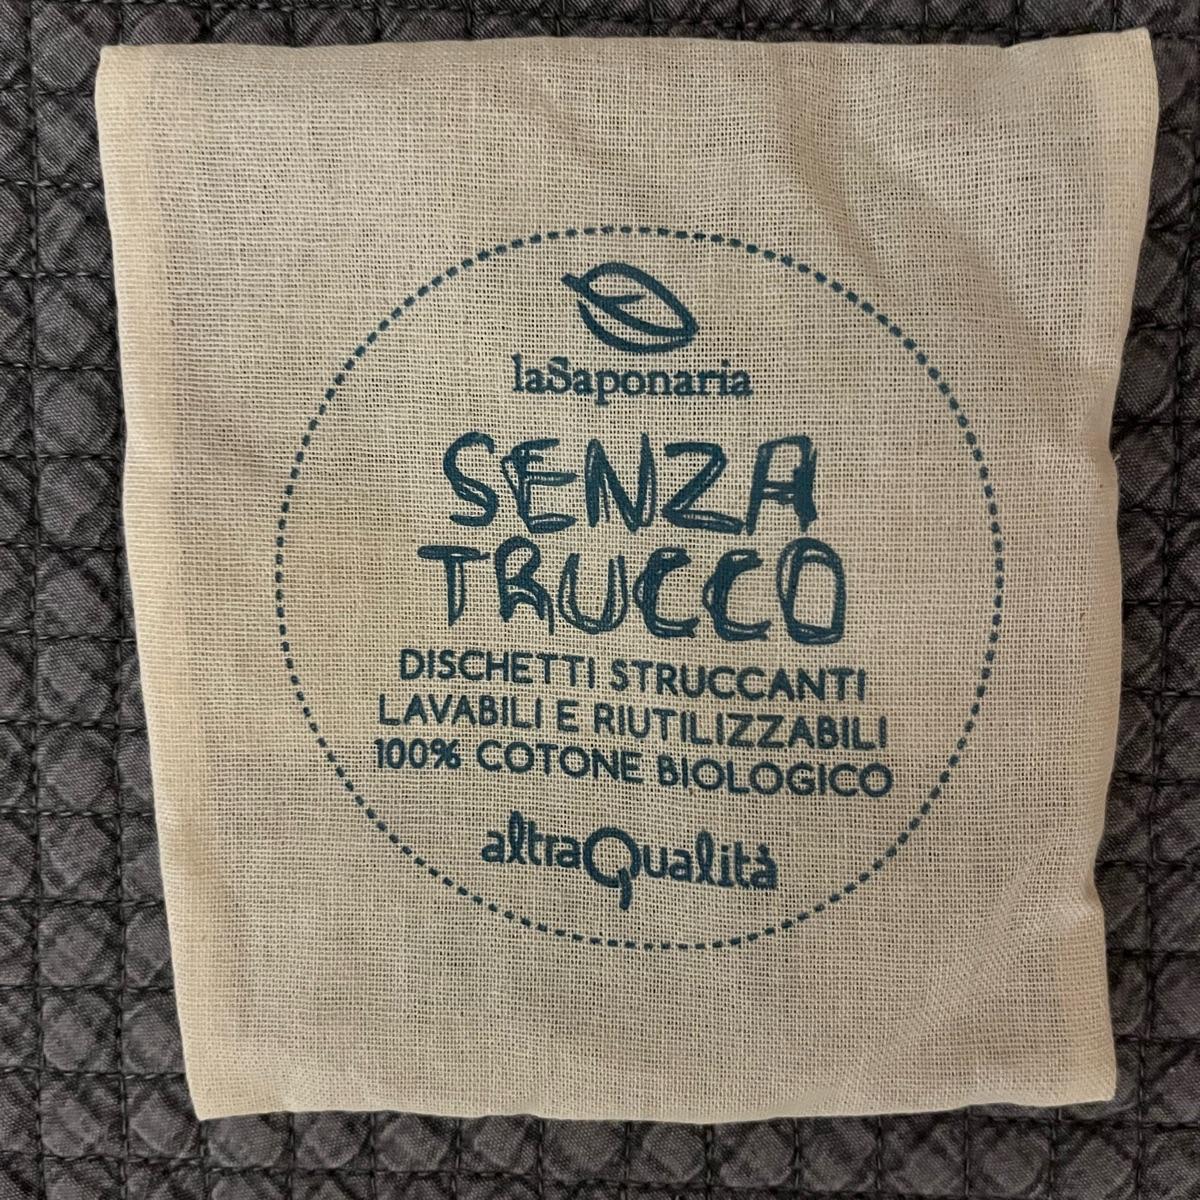 laSaponaria
SENZA
TRUCCO
DISCHETTI STRUCCANTI
LAVABILI E RIUTILIZZABILI
100% COTONE BIOLOGICO
altraQualità